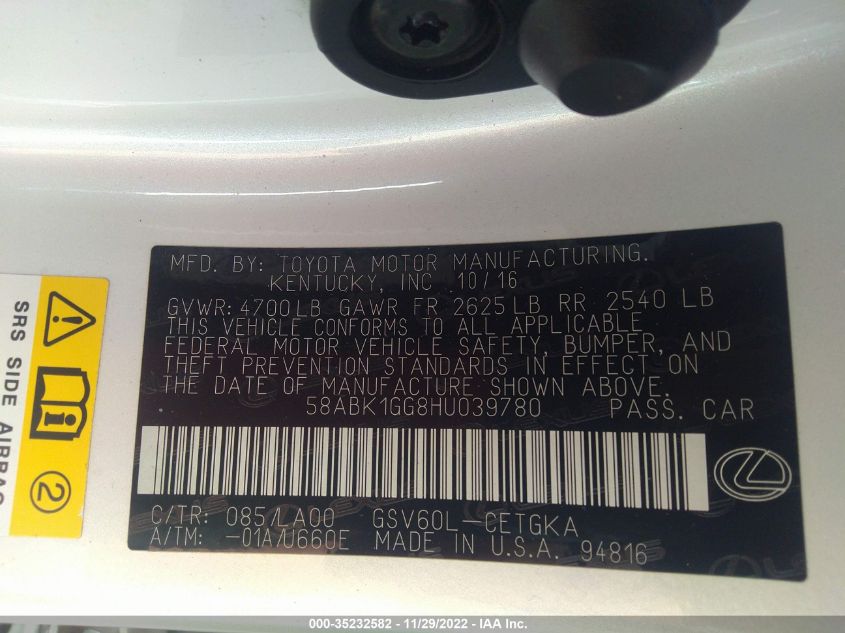 MFD. BY: TOYOTA MOTOR MANUFACTURING.
KENTUCKY, INC 10/16
GVWR: 4700LB GAWR FR 2625LB RR 2540 LB
THIS VEHICLE CONFORMS TO ALL APPLICABLE
FEDERAL MOTOR VEHICLE SAFETY, BUMPER, AND
THEFT PREVENTION STANDARDS IN EFFECT ON
THE DATE OF MANUFACTURE SHOWN ABOVE.
58ABK1GG8HU039780 PASS. CAR
C/TR: 085/LA00 GSV60L-CETGKA
A/TM: -01A/U660E MADE IN U.S.A. 94816
SRS SIDE AIRBAG
2
000-35232582 - 11/29/2022 - IAA Inc.